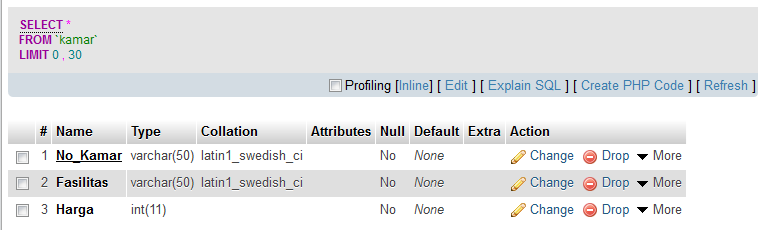 SELECT *
FROM `kamar`
LIMIT 0 , 30
Profiling [Inline] [ Edit ] [ Explain SQL ] [ Create PHP Code ] [ Refresh ]
# Name Type Collation Attributes Null Default Extra Action
1 No_Kamar varchar(50) latin1_swedish_ci No None Change Drop More
2 Fasilitas varchar(50) latin1_swedish_ci No None Change Drop More
3 Harga int(11) No None Change Drop More